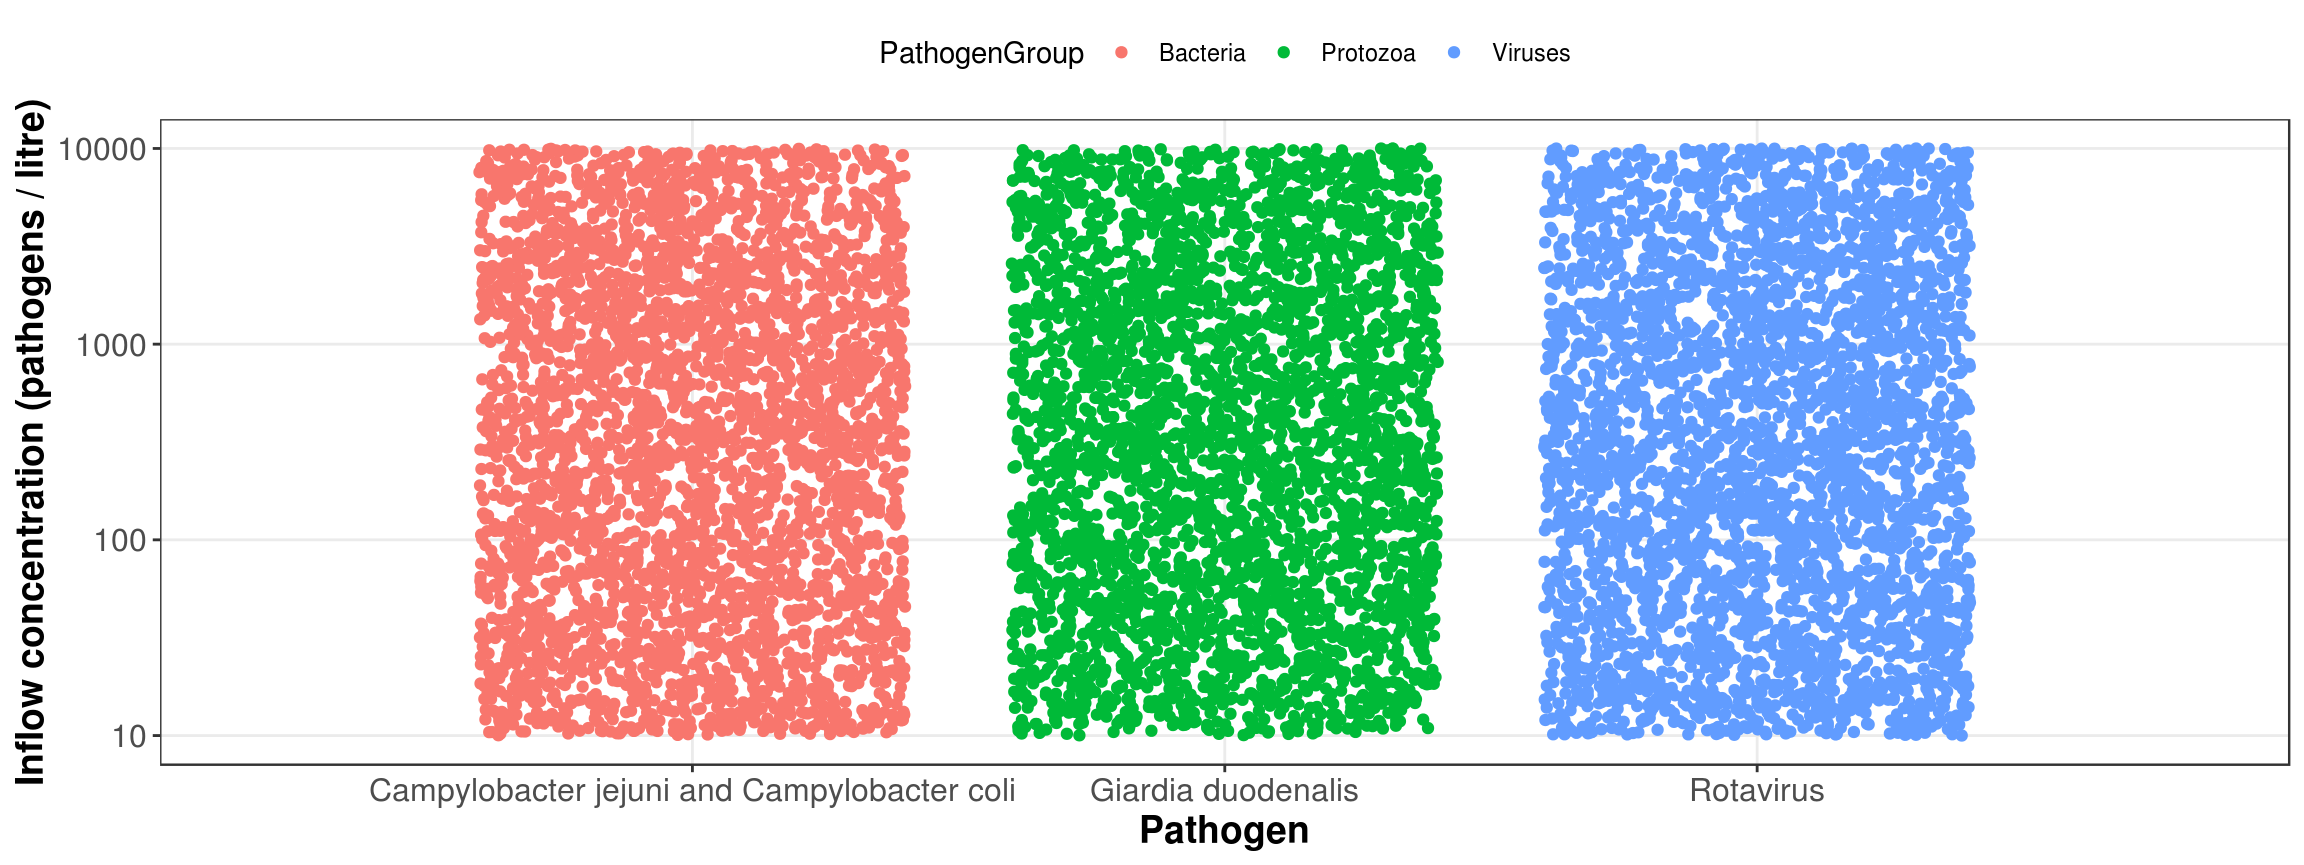 PathogenGroup Bacteria Protozoa Viruses
Inflow concentration (pathogens / litre)
10000
1000
100
10
Campylobacter jejuni and Campylobacter coli Giardia duodenalis Rotavirus
Pathogen